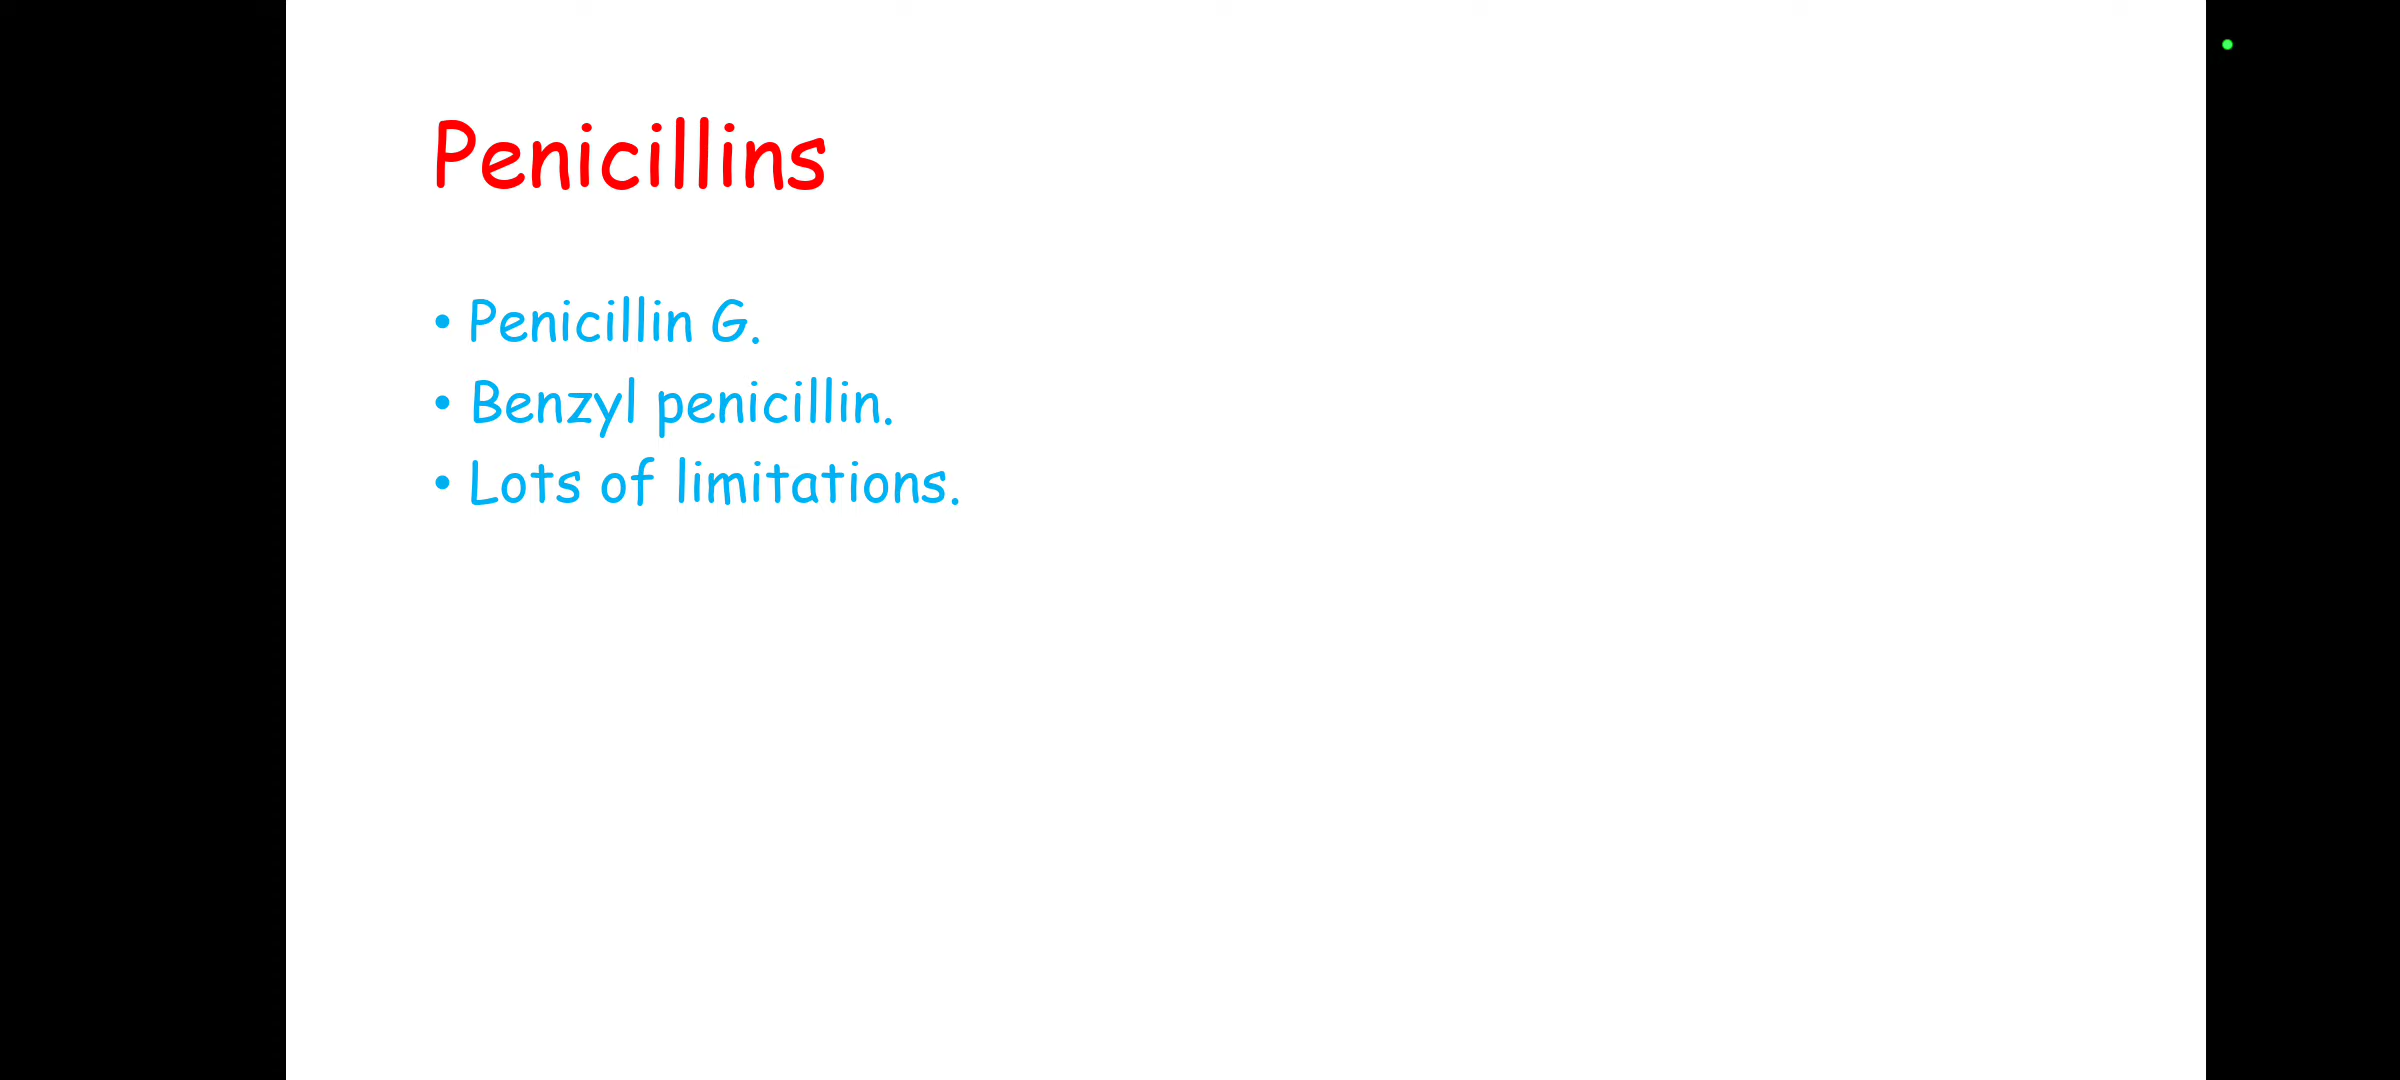 Penicillins
• Penicillin G.
• Benzyl penicillin.
• Lots of limitations.